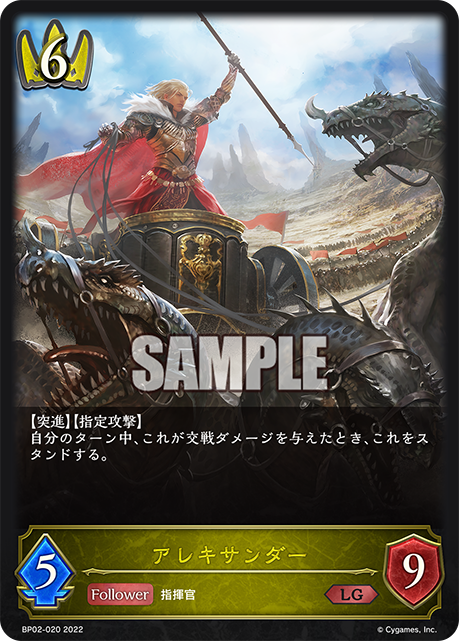 6
SAMPLE
【突進】【指定攻撃】
自分のターン中、これが交戦ダメージを与えたとき、これをス
タンドする。
アレキサンダー
5
Follower 指揮官
LG
9
BP02-020 2022
© Cygames, Inc.